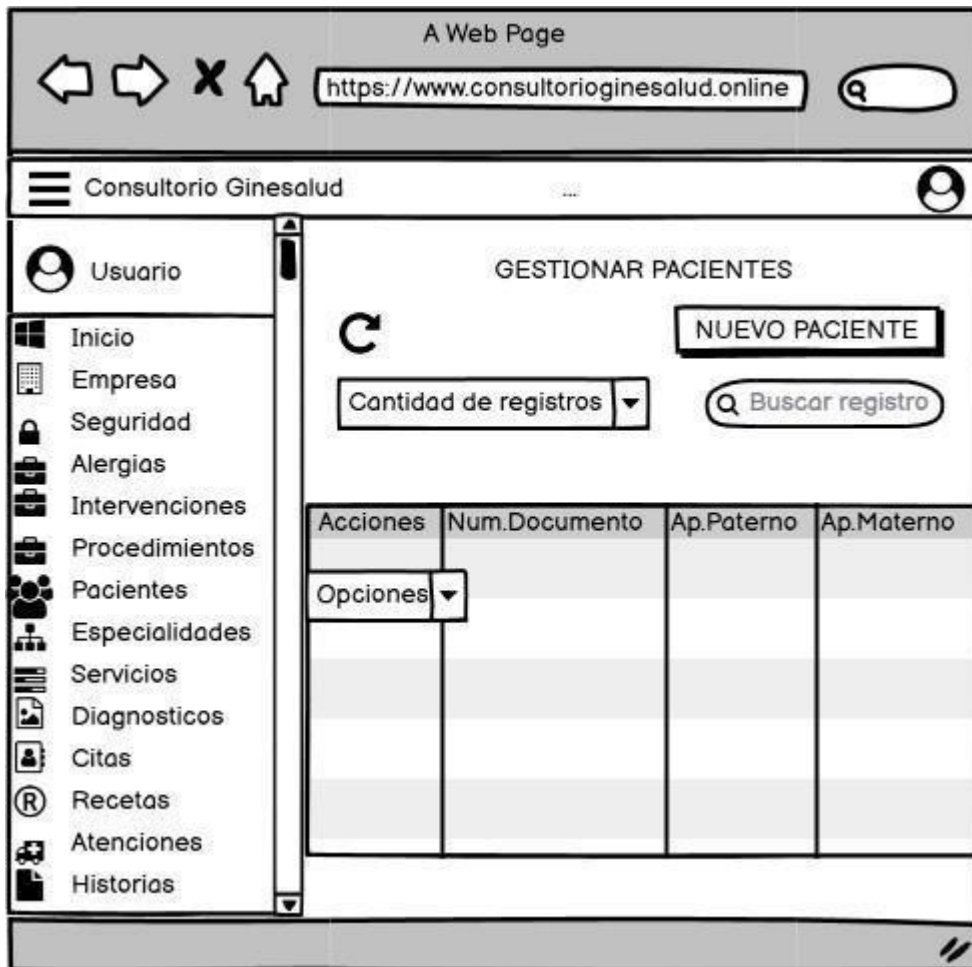 A Web Page
https://www.consultorioginesalud.online
Consultorio Ginesalud ...
Usuario
Inicio
Empresa
Seguridad
Alergias
Intervenciones
Procedimientos
Pacientes
Especialidades
Servicios
Diagnosticos
Citas
Recetas
Atenciones
Historias
GESTIONAR PACIENTES
NUEVO PACIENTE
Cantidad de registros
Buscar registro
Acciones Num.Documento Ap.Paterno Ap.Materno
Opciones